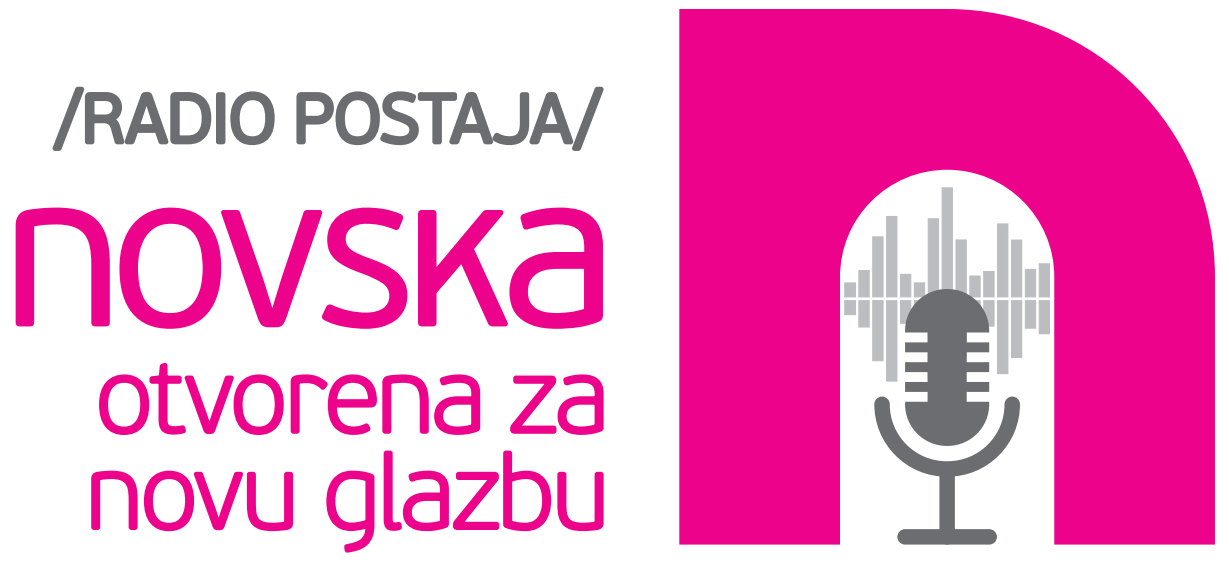 /RADIO POSTAJA/
novska
otvorena za
novu glazbu